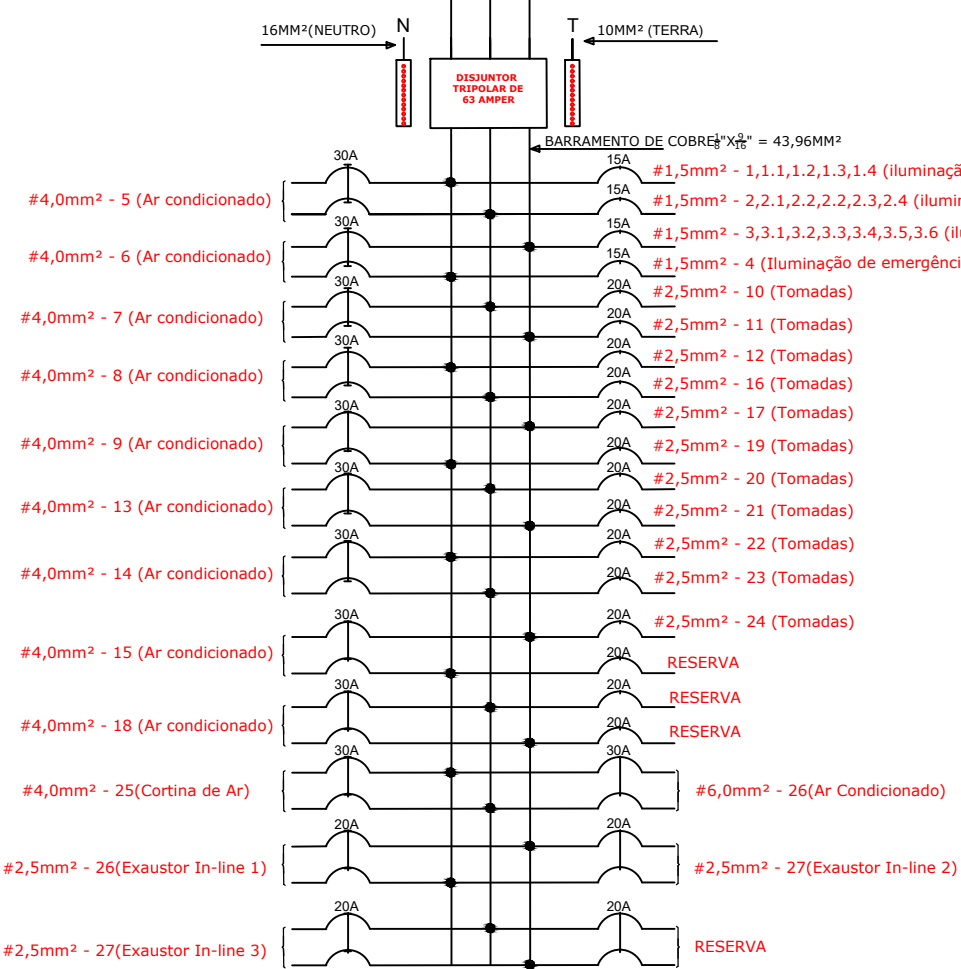 16MM²(NEUTRO)
N
T
10MM² (TERRA)
DISJUNTOR
TRIPOLAR DE
63 AMPER
BARRAMENTO DE COBRE 1/8"X 9/16" = 43,96MM²
30A
15A
#1,5mm² - 1,1.1,1.2,1.3,1.4
#4,0mm² - 5 (Ar condicionado)
15A
#1,5mm² - 2,2.1,2.2,2.2,2.3,2.4
30A
15A
#1,5mm² - 3,3.1,3.2,3.3,3.4,3.5,3.6
#4,0mm² - 6 (Ar condicionado)
15A
#1,5mm² - 4 (Iluminação de
30A
20A
#2,5mm² - 10 (Tomadas)
#4,0mm² - 7 (Ar condicionado)
20A
#2,5mm² - 11 (Tomadas)
30A
20A
#2,5mm² - 12 (Tomadas)
#4,0mm² - 8 (Ar condicionado)
20A
#2,5mm² - 16 (Tomadas)
30A
20A
#2,5mm² - 17 (Tomadas)
#4,0mm² - 9 (Ar condicionado)
20A
#2,5mm² - 19 (Tomadas)
30A
20A
#2,5mm² - 20 (Tomadas)
#4,0mm² - 13 (Ar condicionado)
20A
#2,5mm² - 21 (Tomadas)
30A
20A
#2,5mm² - 22 (Tomadas)
#4,0mm² - 14 (Ar condicionado)
20A
#2,5mm² - 23 (Tomadas)
30A
20A
#2,5mm² - 24 (Tomadas)
#4,0mm² - 15 (Ar condicionado)
20A
RESERVA
30A
20A
RESERVA
#4,0mm² - 18 (Ar condicionado)
20A
RESERVA
30A
30A
#4,0mm² - 25(Cortina de Ar)
#6,0mm² - 26(Ar Condicionado)
20A
20A
#2,5mm² - 26(Exaustor In-line 1)
#2,5mm² - 27(Exaustor In-line 2)
20A
20A
#2,5mm² - 27(Exaustor In-line 3)
RESERVA